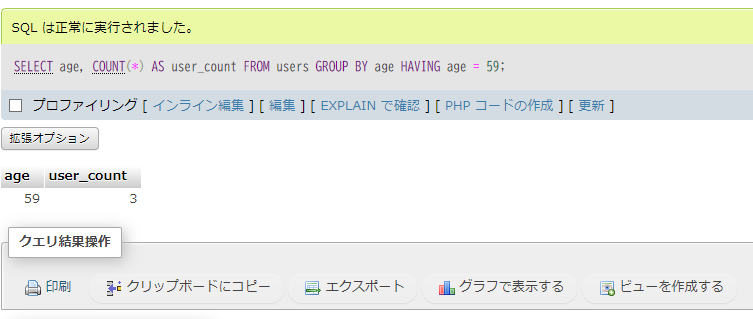 SQL は正常に実行されました。
SELECT age, COUNT(*) AS user_count FROM users GROUP BY age HAVING age = 59;
プロファイリング [ インライン編集 ] [ 編集 ] [ EXPLAIN で確認 ] [ PHP コードの作成 ] [ 更新 ]
拡張オプション
age user_count
59 3
クエリ結果操作
印刷 クリップボードにコピー エクスポート グラフで表示する ビューを作成する